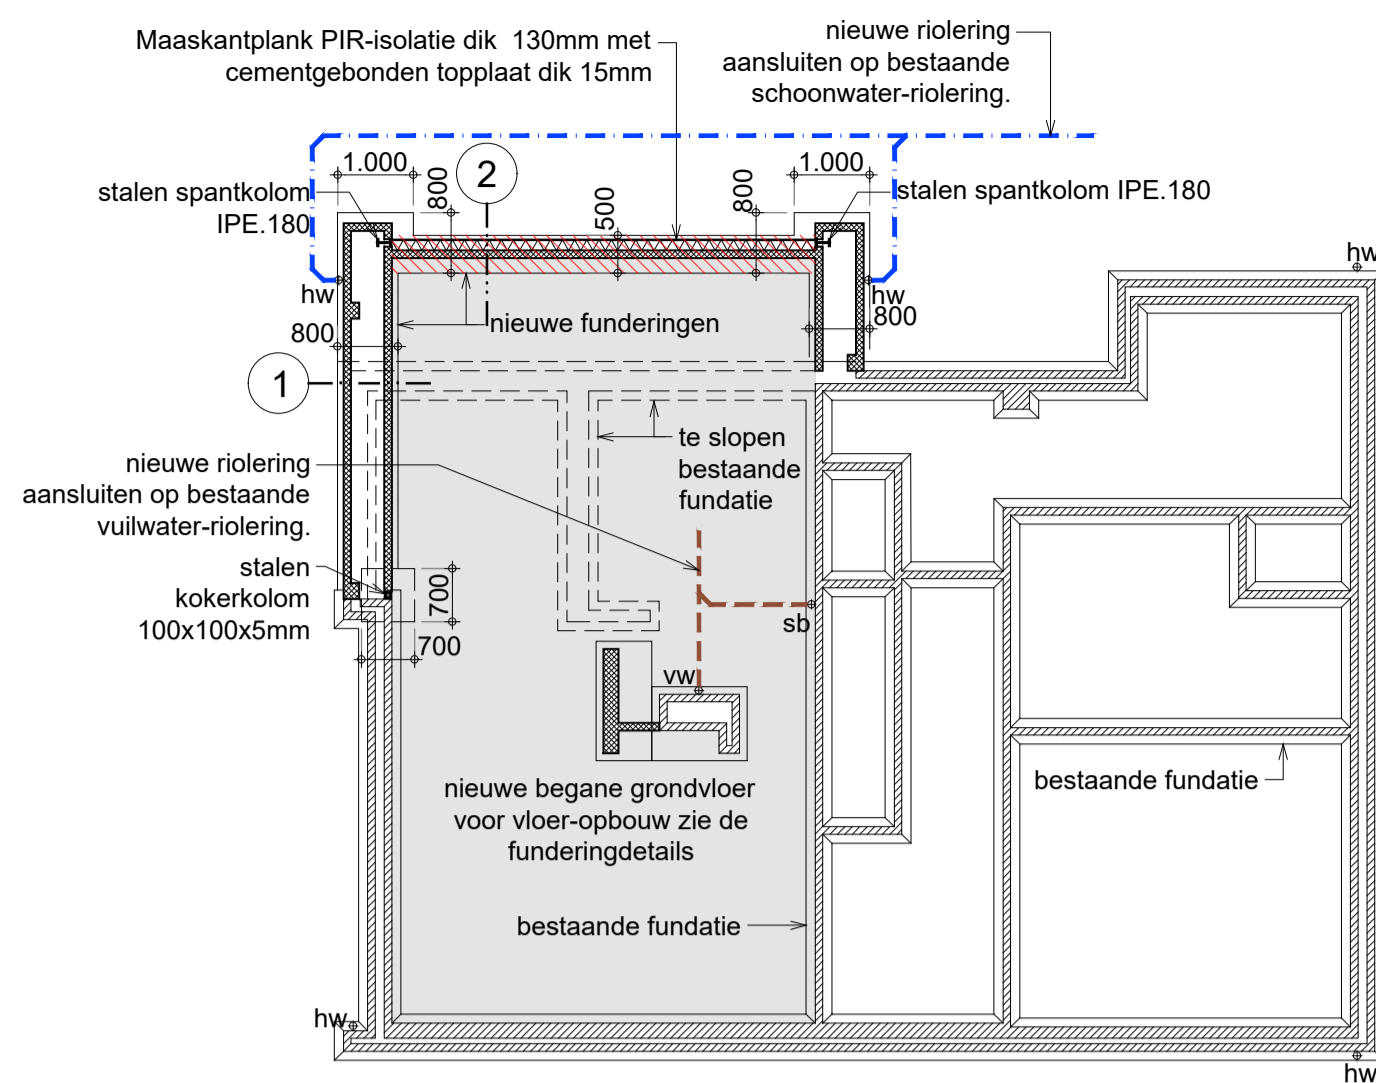 Maaskantplank PIR-isolatie dik  130mm met
cementgebonden topplaat dik 15mm
nieuwe riolering
aansluiten op bestaande
schoonwater-riolering.
1.000
800
2
500
800
1.000
stalen spantkolom
IPE.180
stalen spantkolom IPE.180
hw
hw
hw
800
800
nieuwe funderingen
1
te slopen
bestaande
fundatie
nieuwe riolering
aansluiten op bestaande
vuilwater-riolering.
stalen
kokerkolom
100x100x5mm
700
700
sb
vw
nieuwe begane grondvloer
voor vloer-opbouw zie de
funderingdetails
bestaande fundatie
bestaande fundatie
hw
hw